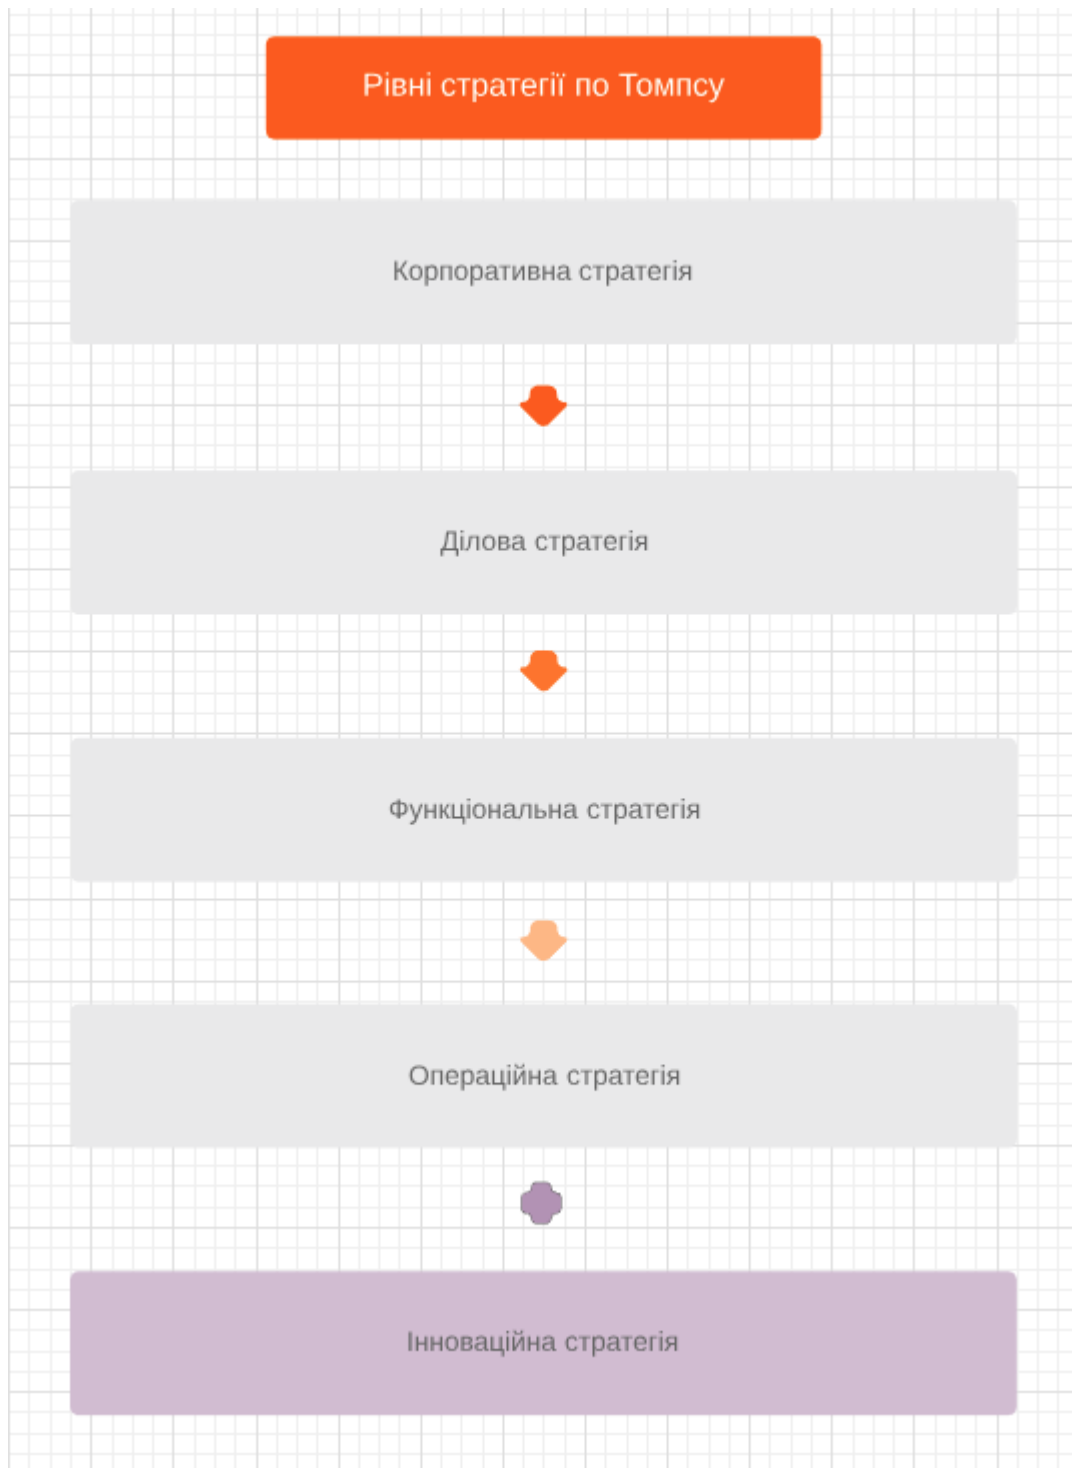 Рівні стратегії по Томпсу
Корпоративна стратегія
Ділова стратегія
Функціональна стратегія
Операційна стратегія
Інноваційна стратегія